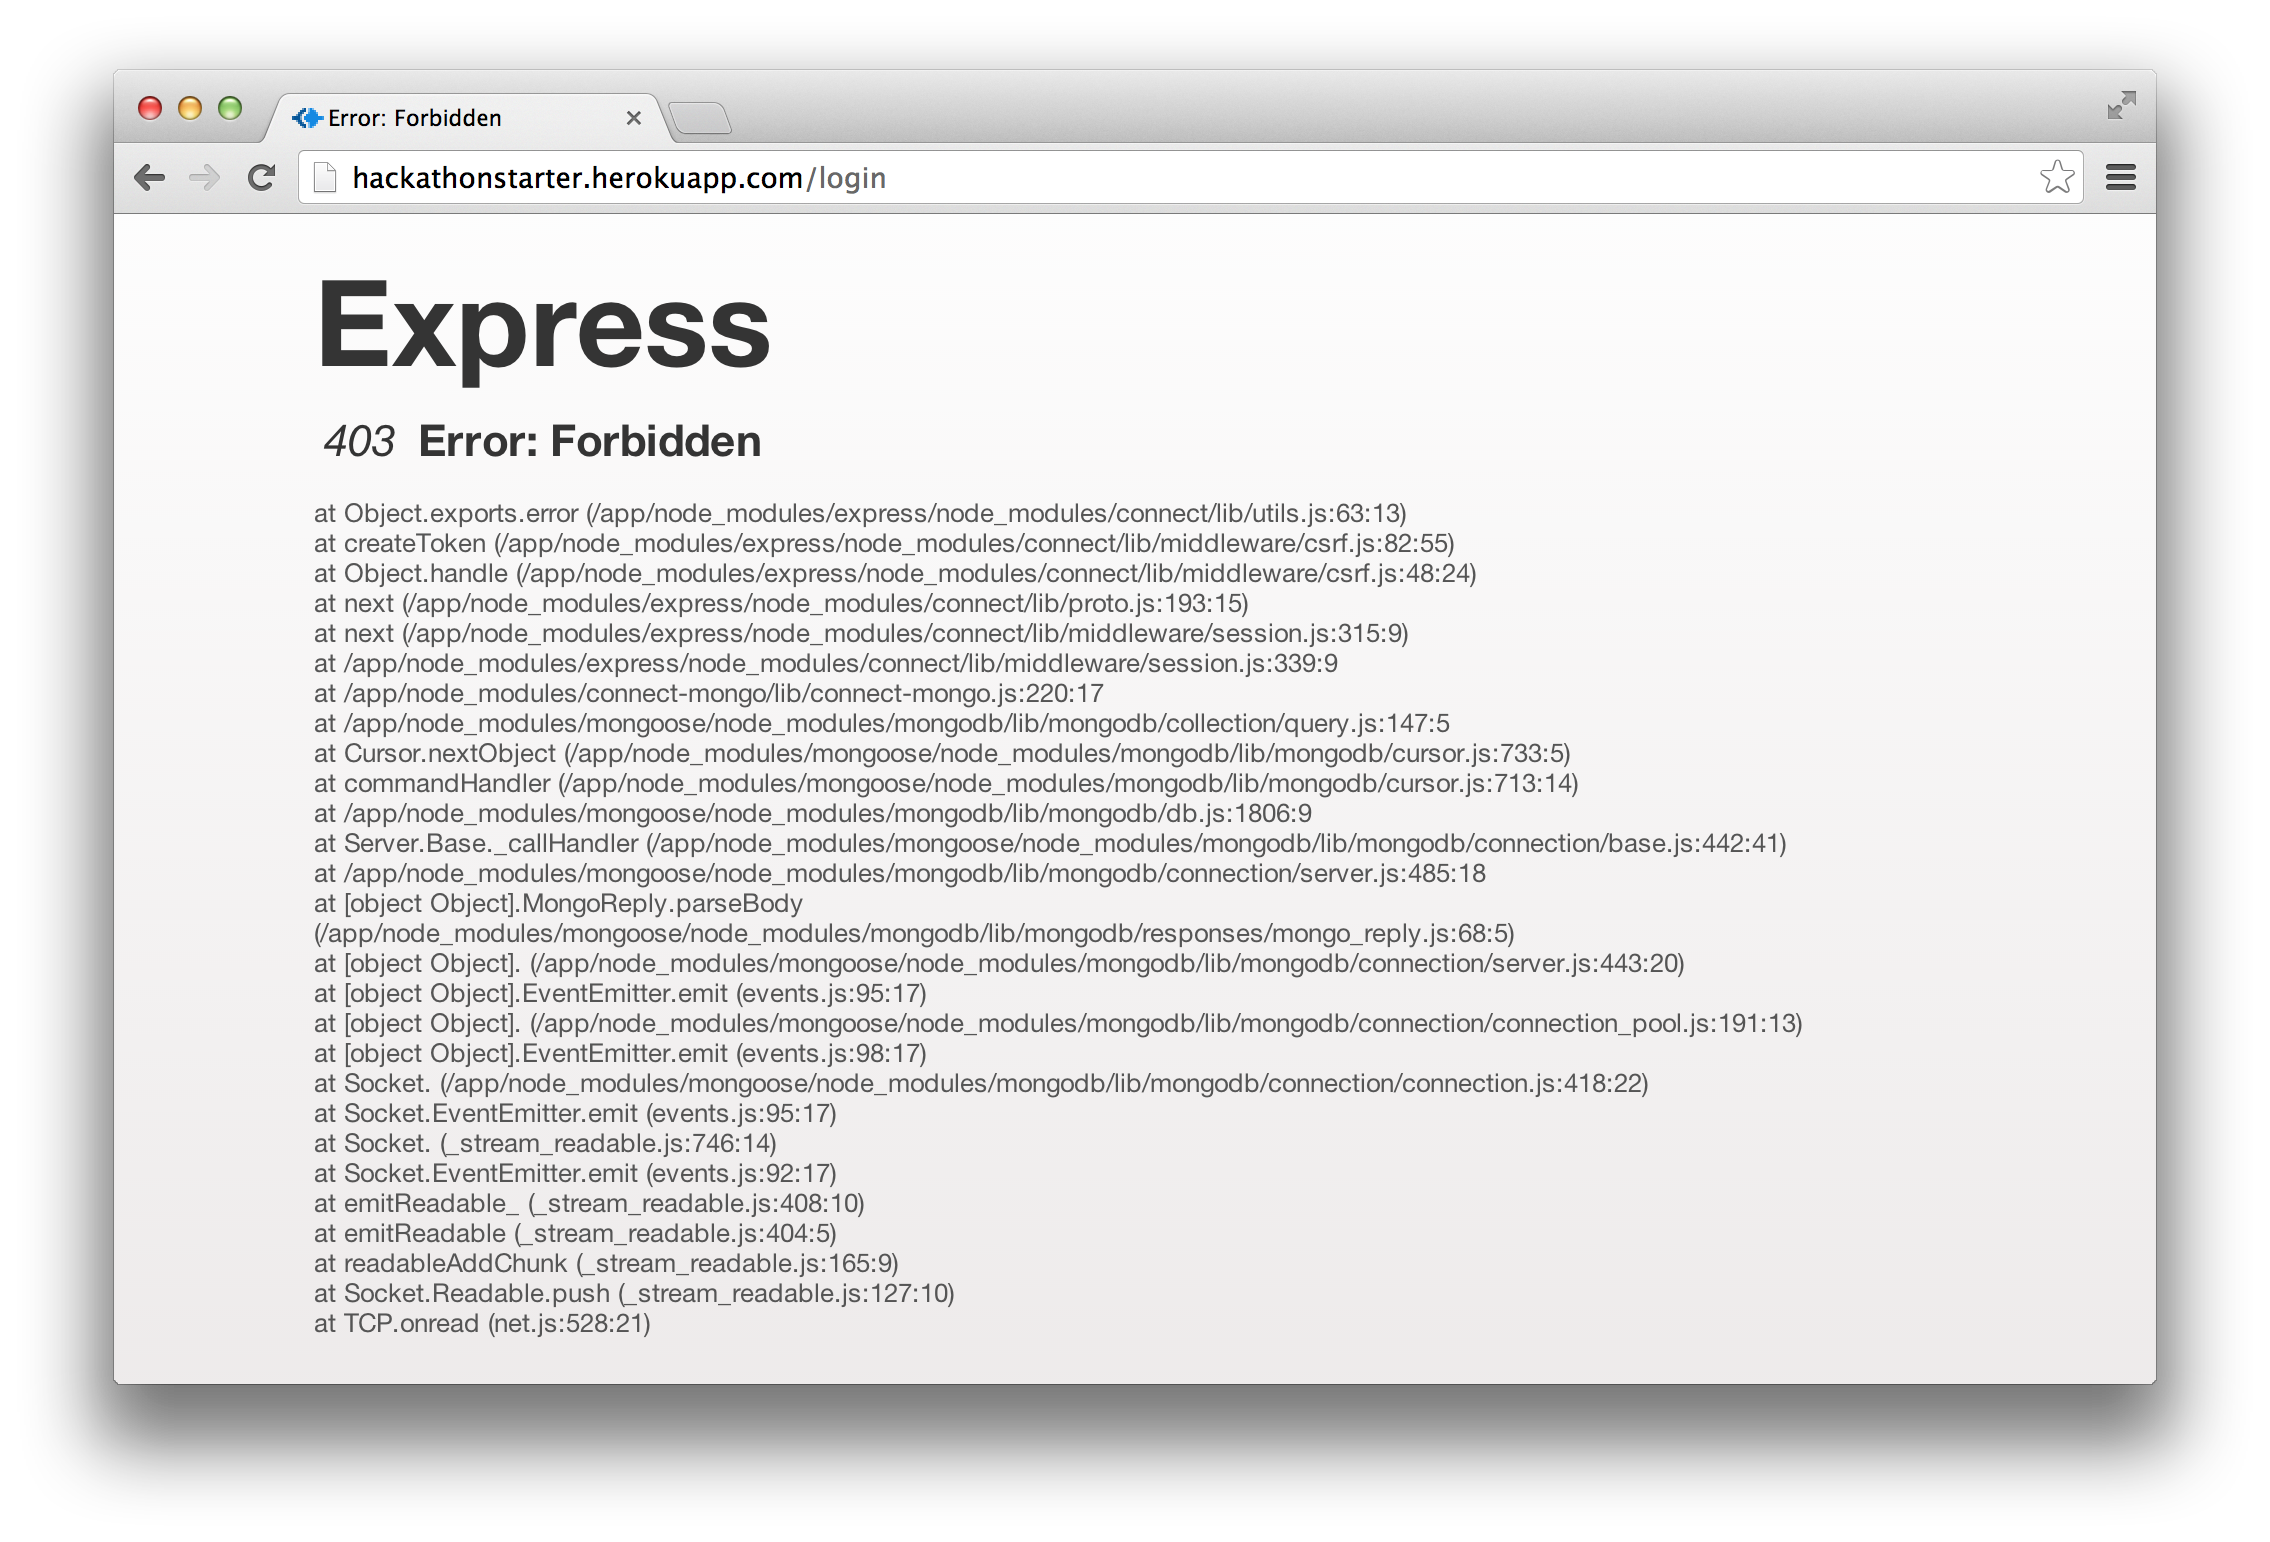 Error: Forbidden
hackathonstarter.herokuapp.com/login
Express
403 Error: Forbidden
at Object.exports.error (/app/node_modules/express/node_modules/connect/lib/utils.js:63:13)
at createToken (/app/node_modules/express/node_modules/connect/lib/middleware/csrf.js:82:55)
at Object.handle (/app/node_modules/express/node_modules/connect/lib/middleware/csrf.js:48:24)
at next (/app/node_modules/express/node_modules/connect/lib/proto.js:193:15)
at next (/app/node_modules/express/node_modules/connect/lib/middleware/session.js:315:9)
at /app/node_modules/express/node_modules/connect/lib/middleware/session.js:339:9
at /app/node_modules/connect-mongo/lib/connect-mongo.js:220:17
at /app/node_modules/mongoose/node_modules/mongodb/lib/mongodb/collection/query.js:147:5
at Cursor.nextObject (/app/node_modules/mongoose/node_modules/mongodb/lib/mongodb/cursor.js:733:5)
at commandHandler (/app/node_modules/mongoose/node_modules/mongodb/lib/mongodb/cursor.js:713:14)
at /app/node_modules/mongoose/node_modules/mongodb/lib/mongodb/db.js:1806:9
at Server.Base._callHandler (/app/node_modules/mongoose/node_modules/mongodb/lib/mongodb/connection/base.js:442:41)
at /app/node_modules/mongoose/node_modules/mongodb/lib/mongodb/connection/server.js:485:18
at [object Object].MongoReply.parseBody
(/app/node_modules/mongoose/node_modules/mongodb/lib/mongodb/responses/mongo_reply.js:68:5)
at [object Object]. (/app/node_modules/mongoose/node_modules/mongodb/lib/mongodb/connection/server.js:443:20)
at [object Object].EventEmitter.emit (events.js:95:17)
at [object Object]. (/app/node_modules/mongoose/node_modules/mongodb/lib/mongodb/connection/connection_pool.js:191:13)
at [object Object].EventEmitter.emit (events.js:98:17)
at Socket. (/app/node_modules/mongoose/node_modules/mongodb/lib/mongodb/connection/connection.js:418:22)
at Socket.EventEmitter.emit (events.js:95:17)
at Socket. (_stream_readable.js:746:14)
at Socket.EventEmitter.emit (events.js:92:17)
at emitReadable_ (_stream_readable.js:408:10)
at emitReadable (_stream_readable.js:404:5)
at readableAddChunk (_stream_readable.js:165:9)
at Socket.Readable.push (_stream_readable.js:127:10)
at TCP.onread (net.js:528:21)